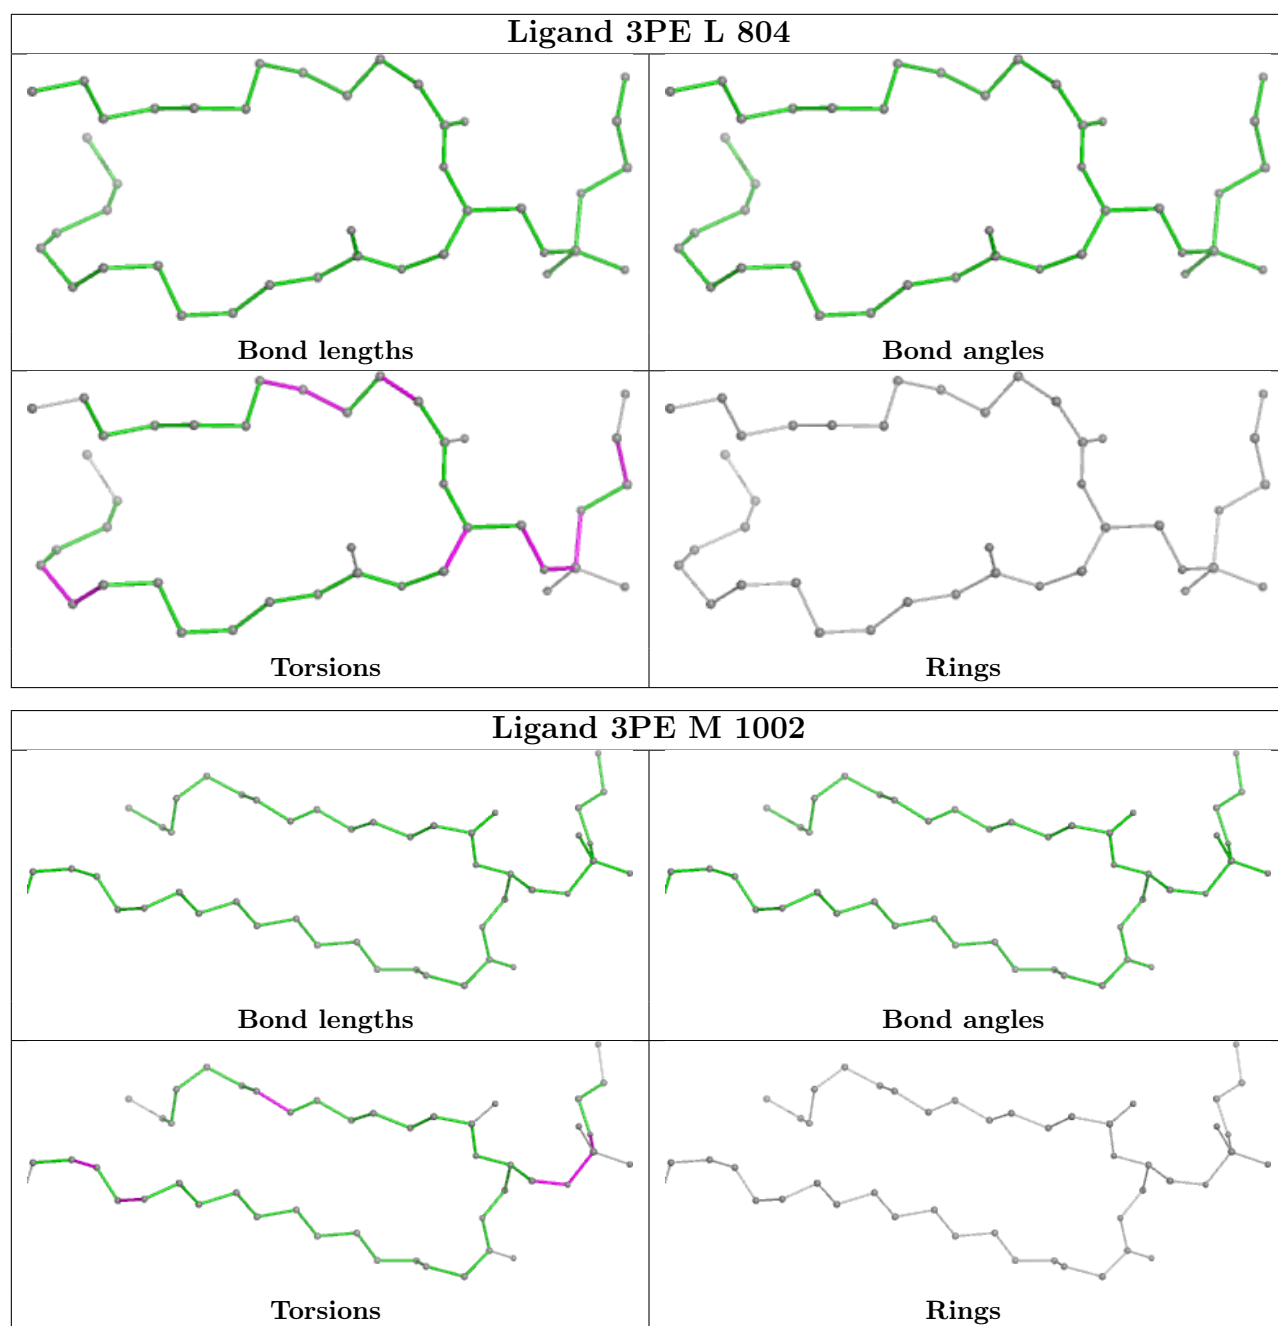 Ligand 3PE L 804
Bond lengths
Bond angles
Torsions
Rings
Ligand 3PE M 1002
Bond lengths
Bond angles
Torsions
Rings